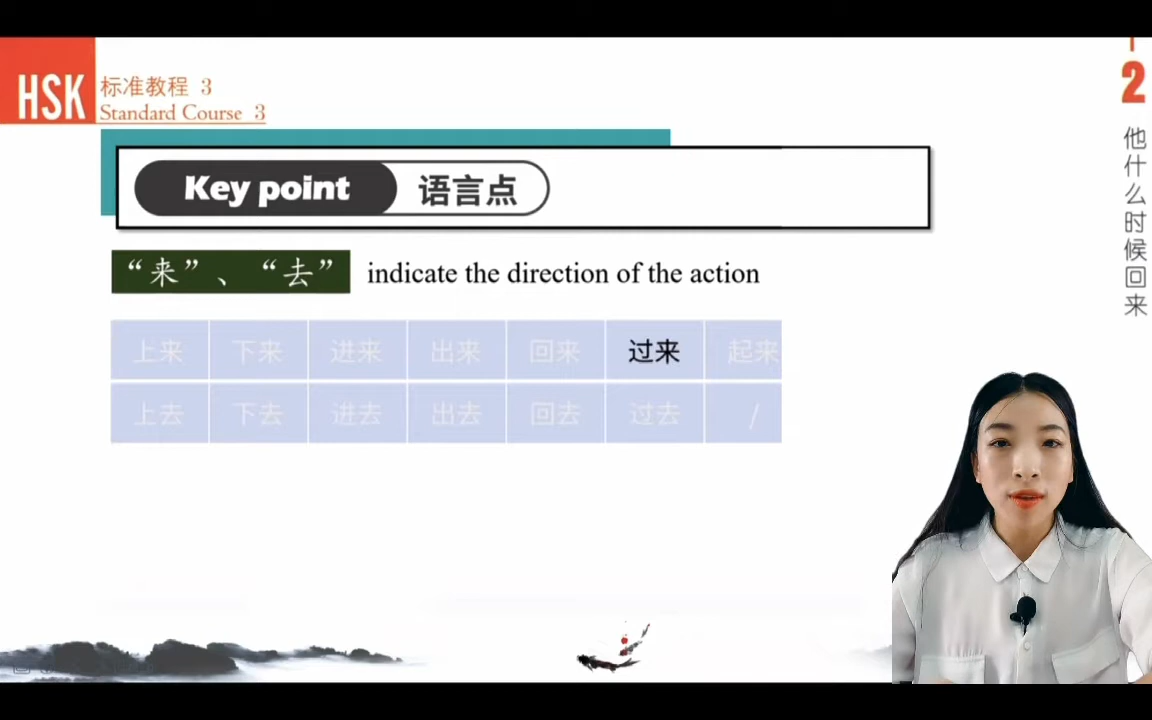 HSK
标准教程 3
Standard Course 3
2
他什么时候回来
Key point 语言点
“来”、“去” indicate the direction of the action
上来 下来 进来 出来 回来 过来 起来
上去 下去 进去 出去 回去 过去 /